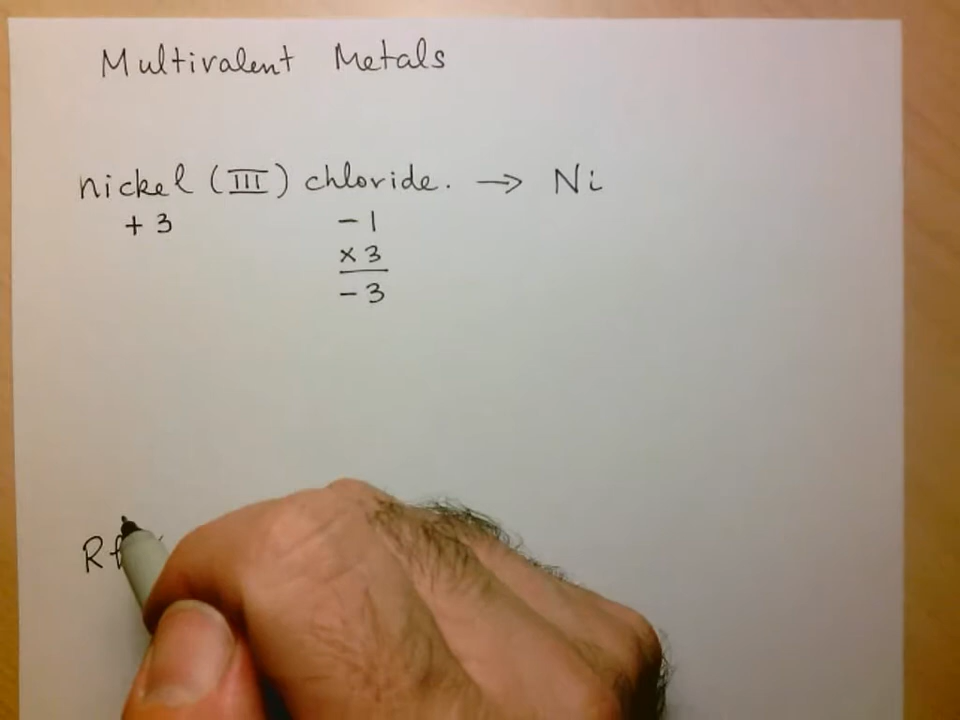 Multivalent Metals
nickel (III) chloride. → Ni
+3 -1
×3
-3